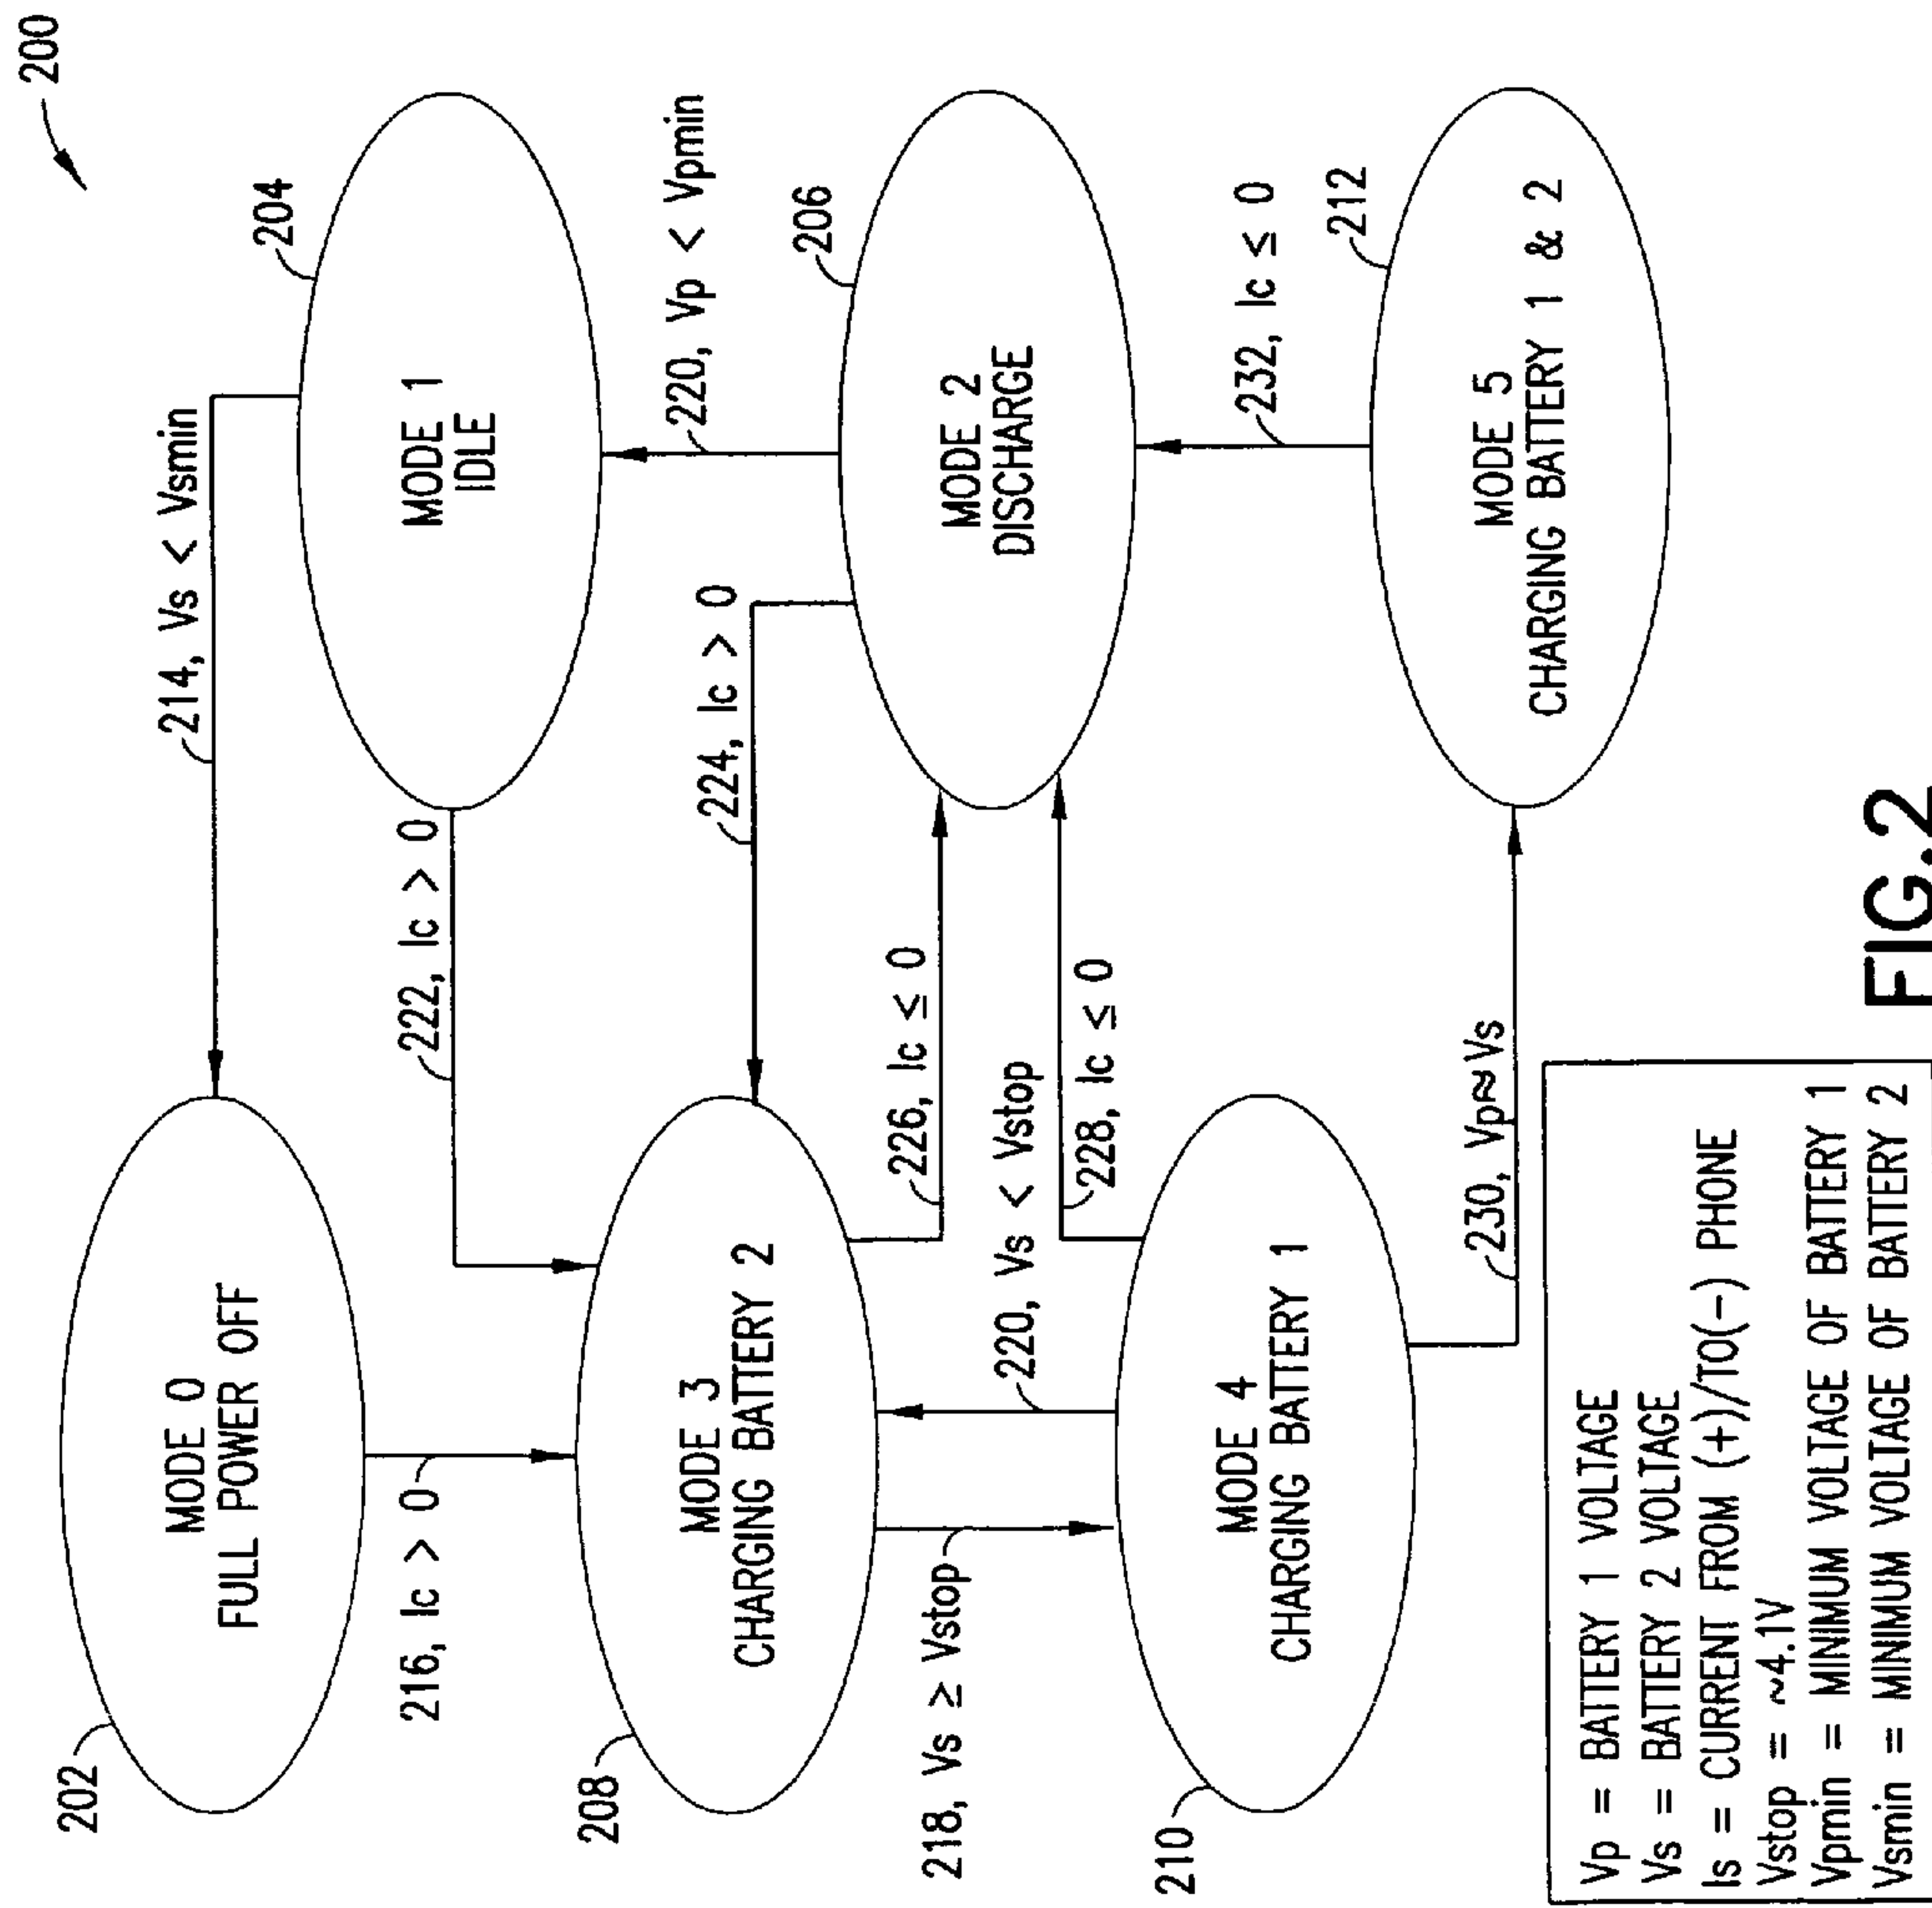 200
202
MODE 0
FULL POWER OFF
214, Vs < Vsmin
204
MODE 1
IDLE
216, Ic > 0
222, Ic > 0
220, Vp < Vpmin
208
MODE 3
CHARGING BATTERY 2
224, Ic > 0
206
MODE 2
DISCHARGE
226, Ic ≤ 0
218, Vs ≥ Vstop
220, Vs < Vstop
228, Ic ≤ 0
232, Ic ≤ 0
210
MODE 4
CHARGING BATTERY 1
212
MODE 5
CHARGING BATTERY 1 & 2
230, Vp≈Vs
Vp = BATTERY 1 VOLTAGE
Vs = BATTERY 2 VOLTAGE
Is = CURRENT FROM (+)/TO(-) PHONE
Vstop = ~4.1V
Vpmin = MINIMUM VOLTAGE OF BATTERY 1
Vsmin = MINIMUM VOLTAGE OF BATTERY 2
FIG.2